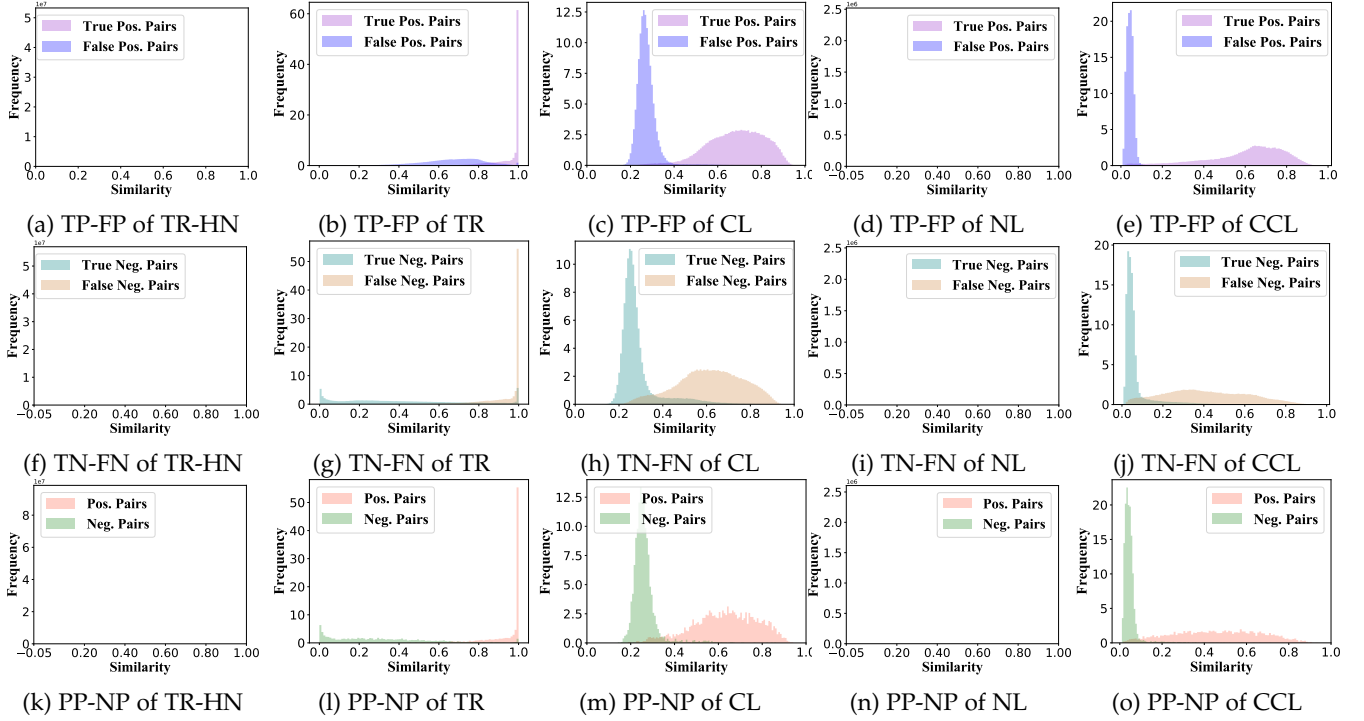 1e7
5
4
3
2
1
0
Frequency
True Pos. Pairs
False Pos. Pairs
0.0 0.2 0.4 0.6 0.8 1.0
Similarity
(a) TP-FP of TR-HN
60
40
20
0
Frequency
True Pos. Pairs
False Pos. Pairs
0.0 0.2 0.4 0.6 0.8 1.0
Similarity
(b) TP-FP of TR
12.5
10.0
7.5
5.0
2.5
0.0
Frequency
True Pos. Pairs
False Pos. Pairs
0.0 0.2 0.4 0.6 0.8 1.0
Similarity
(c) TP-FP of CL
1e6
2.5
2.0
1.5
1.0
0.5
0.0
Frequency
True Pos. Pairs
False Pos. Pairs
0.0 0.2 0.4 0.6 0.8 1.0
Similarity
(d) TP-FP of NL
20
15
10
5
0
Frequency
True Pos. Pairs
False Pos. Pairs
0.0 0.2 0.4 0.6 0.8 1.0
Similarity
(e) TP-FP of CCL
1e7
5
4
3
2
1
0
Frequency
True Neg. Pairs
False Neg. Pairs
-0.05 0.20 0.40 0.60 0.80 1.00
Similarity
(f) TN-FN of TR-HN
50
40
30
20
10
0
Frequency
True Neg. Pairs
False Neg. Pairs
0.0 0.2 0.4 0.6 0.8 1.0
Similarity
(g) TN-FN of TR
10
8
6
4
2
0
Frequency
True Neg. Pairs
False Neg. Pairs
0.0 0.2 0.4 0.6 0.8 1.0
Similarity
(h) TN-FN of CL
1e6
2.5
2.0
1.5
1.0
0.5
0.0
Frequency
True Neg. Pairs
False Neg. Pairs
-0.05 0.20 0.40 0.60 0.80 1.00
Similarity
(i) TN-FN of NL
20
15
10
5
0
Frequency
True Neg. Pairs
False Neg. Pairs
0.0 0.2 0.4 0.6 0.8 1.0
Similarity
(j) TN-FN of CCL
1e7
8
7
6
5
4
3
2
1
0
Frequency
Pos. Pairs
Neg. Pairs
-0.05 0.20 0.40 0.60 0.80 1.00
Similarity
(k) PP-NP of TR-HN
50
40
30
20
10
0
Frequency
Pos. Pairs
Neg. Pairs
0.0 0.2 0.4 0.6 0.8 1.0
Similarity
(l) PP-NP of TR
12.5
10.0
7.5
5.0
2.5
0.0
Frequency
Pos. Pairs
Neg. Pairs
0.0 0.2 0.4 0.6 0.8 1.0
Similarity
(m) PP-NP of CL
1e6
2.5
2.0
1.5
1.0
0.5
0.0
Frequency
Pos. Pairs
Neg. Pairs
-0.05 0.20 0.40 0.60 0.80 1.00
Similarity
(n) PP-NP of NL
20
15
10
5
0
Frequency
Pos. Pairs
Neg. Pairs
0.0 0.2 0.4 0.6 0.8 1.0
Similarity
(o) PP-NP of CCL